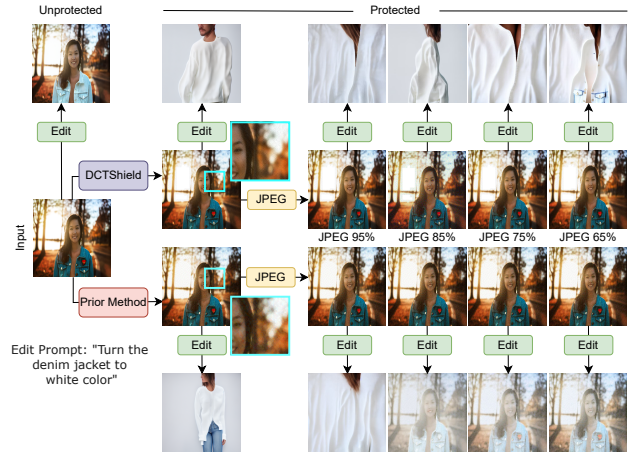 Unprotected
Protected
Edit
Edit
Edit
Edit
Edit
Edit
DCTShield
JPEG
Input
JPEG 95%
JPEG 85%
JPEG 75%
JPEG 65%
Prior Method
JPEG
Edit
Edit
Edit
Edit
Edit
Edit Prompt: "Turn the
denim jacket to
white color"